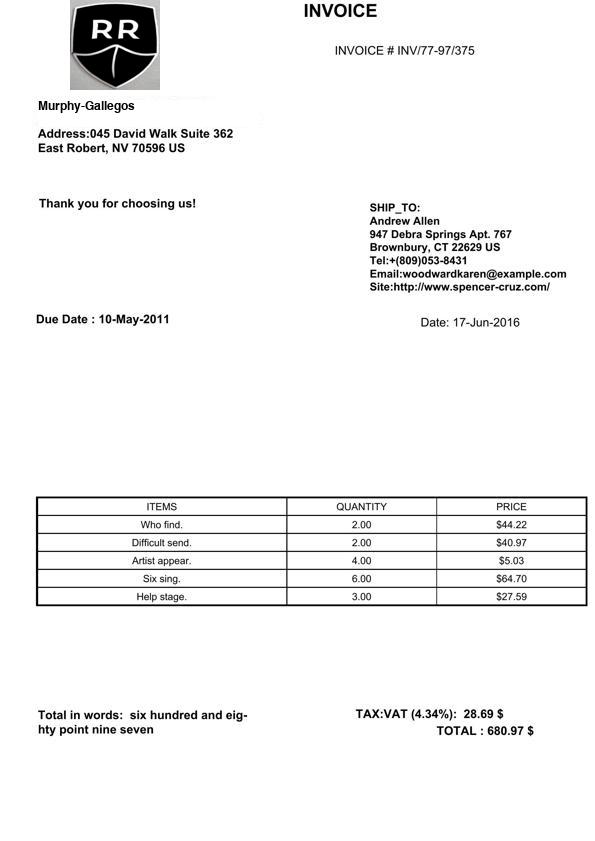 RR
INVOICE
INVOICE # INV/77-97/375
Murphy-Gallegos
Address:045 David Walk Suite 362
East Robert, NV 70596 US
Thank you for choosing us!
SHIP_TO:
Andrew Allen
947 Debra Springs Apt. 767
Brownbury, CT 22629 US
Tel:+(809)053-8431
Email:woodwardkaren@example.com
Site:http://www.spencer-cruz.com/
Due Date : 10-May-2011
Date: 17-Jun-2016
ITEMS QUANTITY PRICE
Who find. 2.00 $44.22
Difficult send. 2.00 $40.97
Artist appear. 4.00 $5.03
Six sing. 6.00 $64.70
Help stage. 3.00 $27.59
Total in words:  six hundred and eig-
hty point nine seven
TAX:VAT (4.34%):  28.69 $
TOTAL : 680.97 $